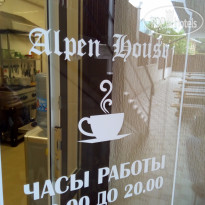 Alpen House
ЧАСЫ РАБОТЫ
00 ДО 20.00